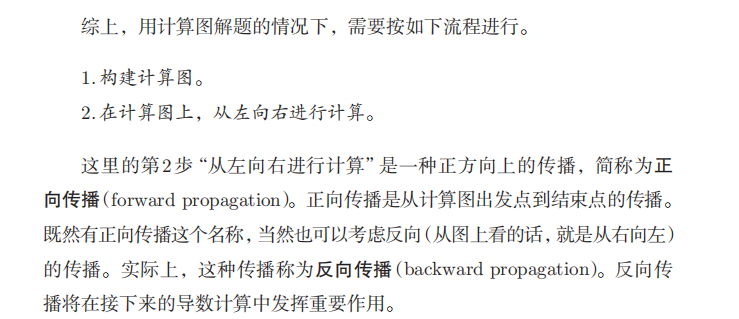 综上，用计算图解题的情况下，需要按如下流程进行。
1.构建计算图。
2.在计算图上，从左向右进行计算。
这里的第2步“从左向右进行计算”是一种正方向上的传播，简称为正
向传播（forward propagation）。正向传播是从计算图出发点到结束点的传播。
既然有正向传播这个名称，当然也可以考虑反向（从图上看的话，就是从右向左）
的传播。实际上，这种传播称为反向传播（backward propagation）。反向传
播将在接下来的导数计算中发挥重要作用。